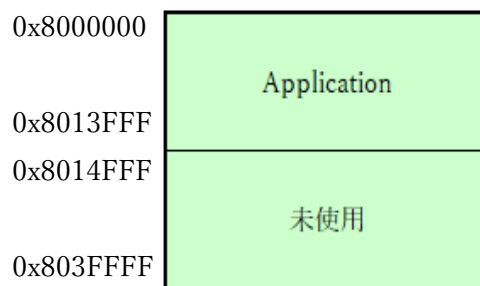 0x8000000
Application
0x8013FFF
0x8014FFF
未使用
0x803FFFF